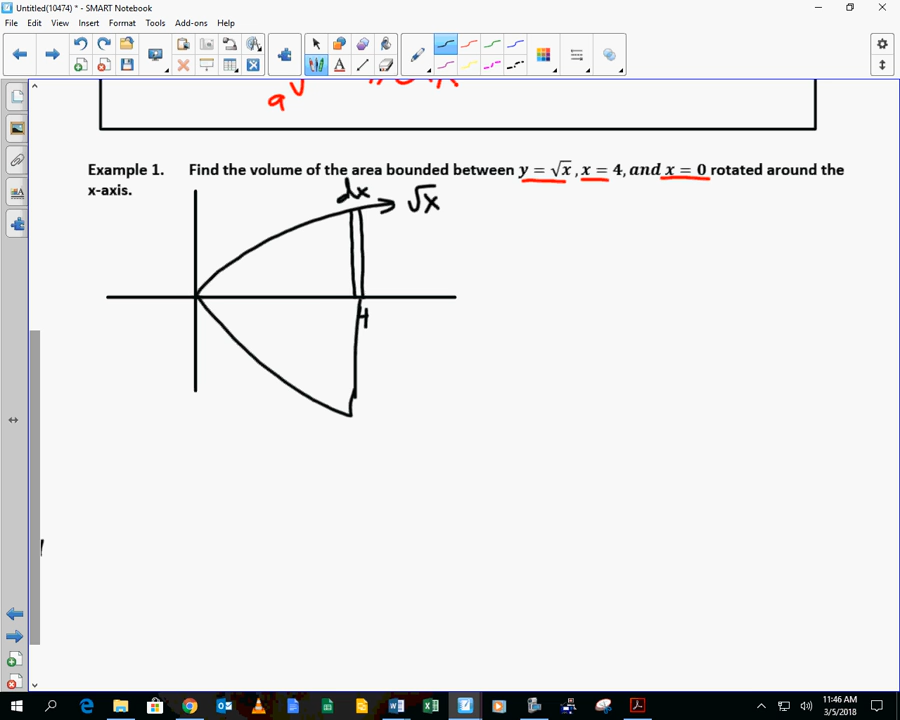 Untitled(10474) * - SMART Notebook
File Edit View Insert Format Tools Add-ons Help
Example 1. Find the volume of the area bounded between y = √x, x = 4, and x = 0 rotated around the
x-axis.
dx
√x
4
11:46 AM
3/5/2018